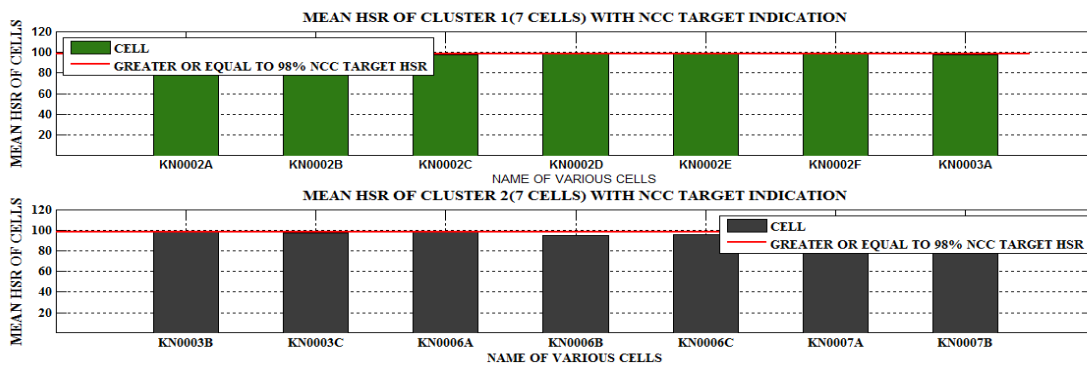 MEAN HSR OF CLUSTER 1(7 CELLS) WITH NCC TARGET INDICATION
MEAN HSR OF CELLS
120
100
80
60
40
20
CELL
GREATER OR EQUAL TO 98% NCC TARGET HSR
KN0002A KN0002B KN0002C KN0002D KN0002E KN0002F KN0003A
NAME OF VARIOUS CELLS
MEAN HSR OF CLUSTER 2(7 CELLS) WITH NCC TARGET INDICATION
MEAN HSR OF CELLS
120
100
80
60
40
20
CELL
GREATER OR EQUAL TO 98% NCC TARGET HSR
KN0003B KN0003C KN0006A KN0006B KN0006C KN0007A KN0007B
NAME OF VARIOUS CELLS